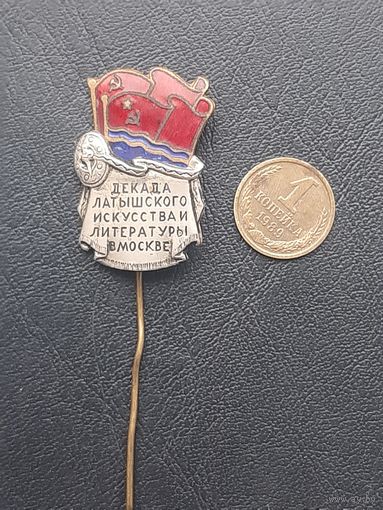 ДЕКАДА
ЛАТЫШСКОГО
ИСКУССТВА И
ЛИТЕРАТУРЫ
В МОСКВЕ
1
КОПЕЙКА
1989